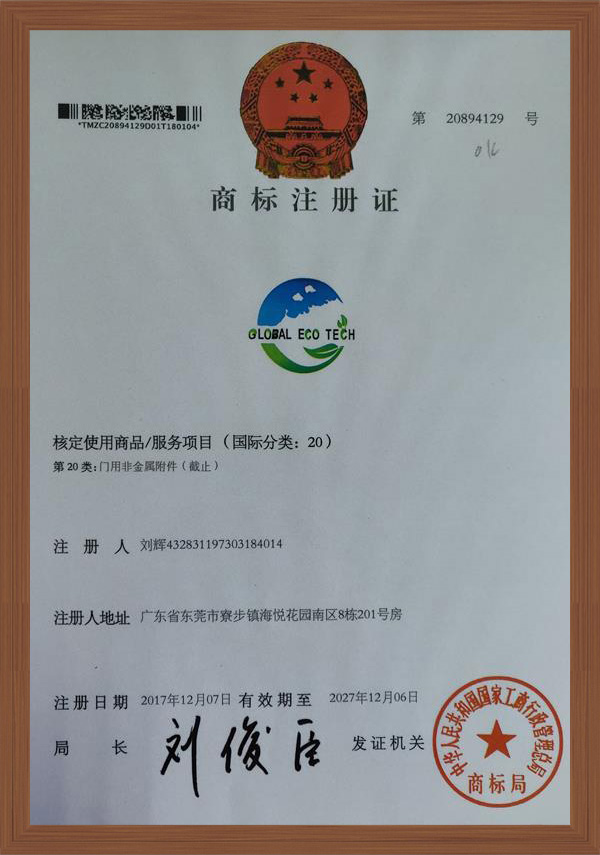 *TMZC20894129D01T180104*
第 20894129 号
商标注册证
GLOBAL ECO TECH
核定使用商品/服务项目（国际分类：20）
第20类：门用非金属附件（截止）
注册人 刘辉432831197303184014
注册人地址 广东省东莞市寮步镇海悦花园南区8栋201号房
注册日期 2017年12月07日 有效期至 2027年12月06日
局长 刘俊臣 发证机关
中华人民共和国国家工商行政管理总局
商标局